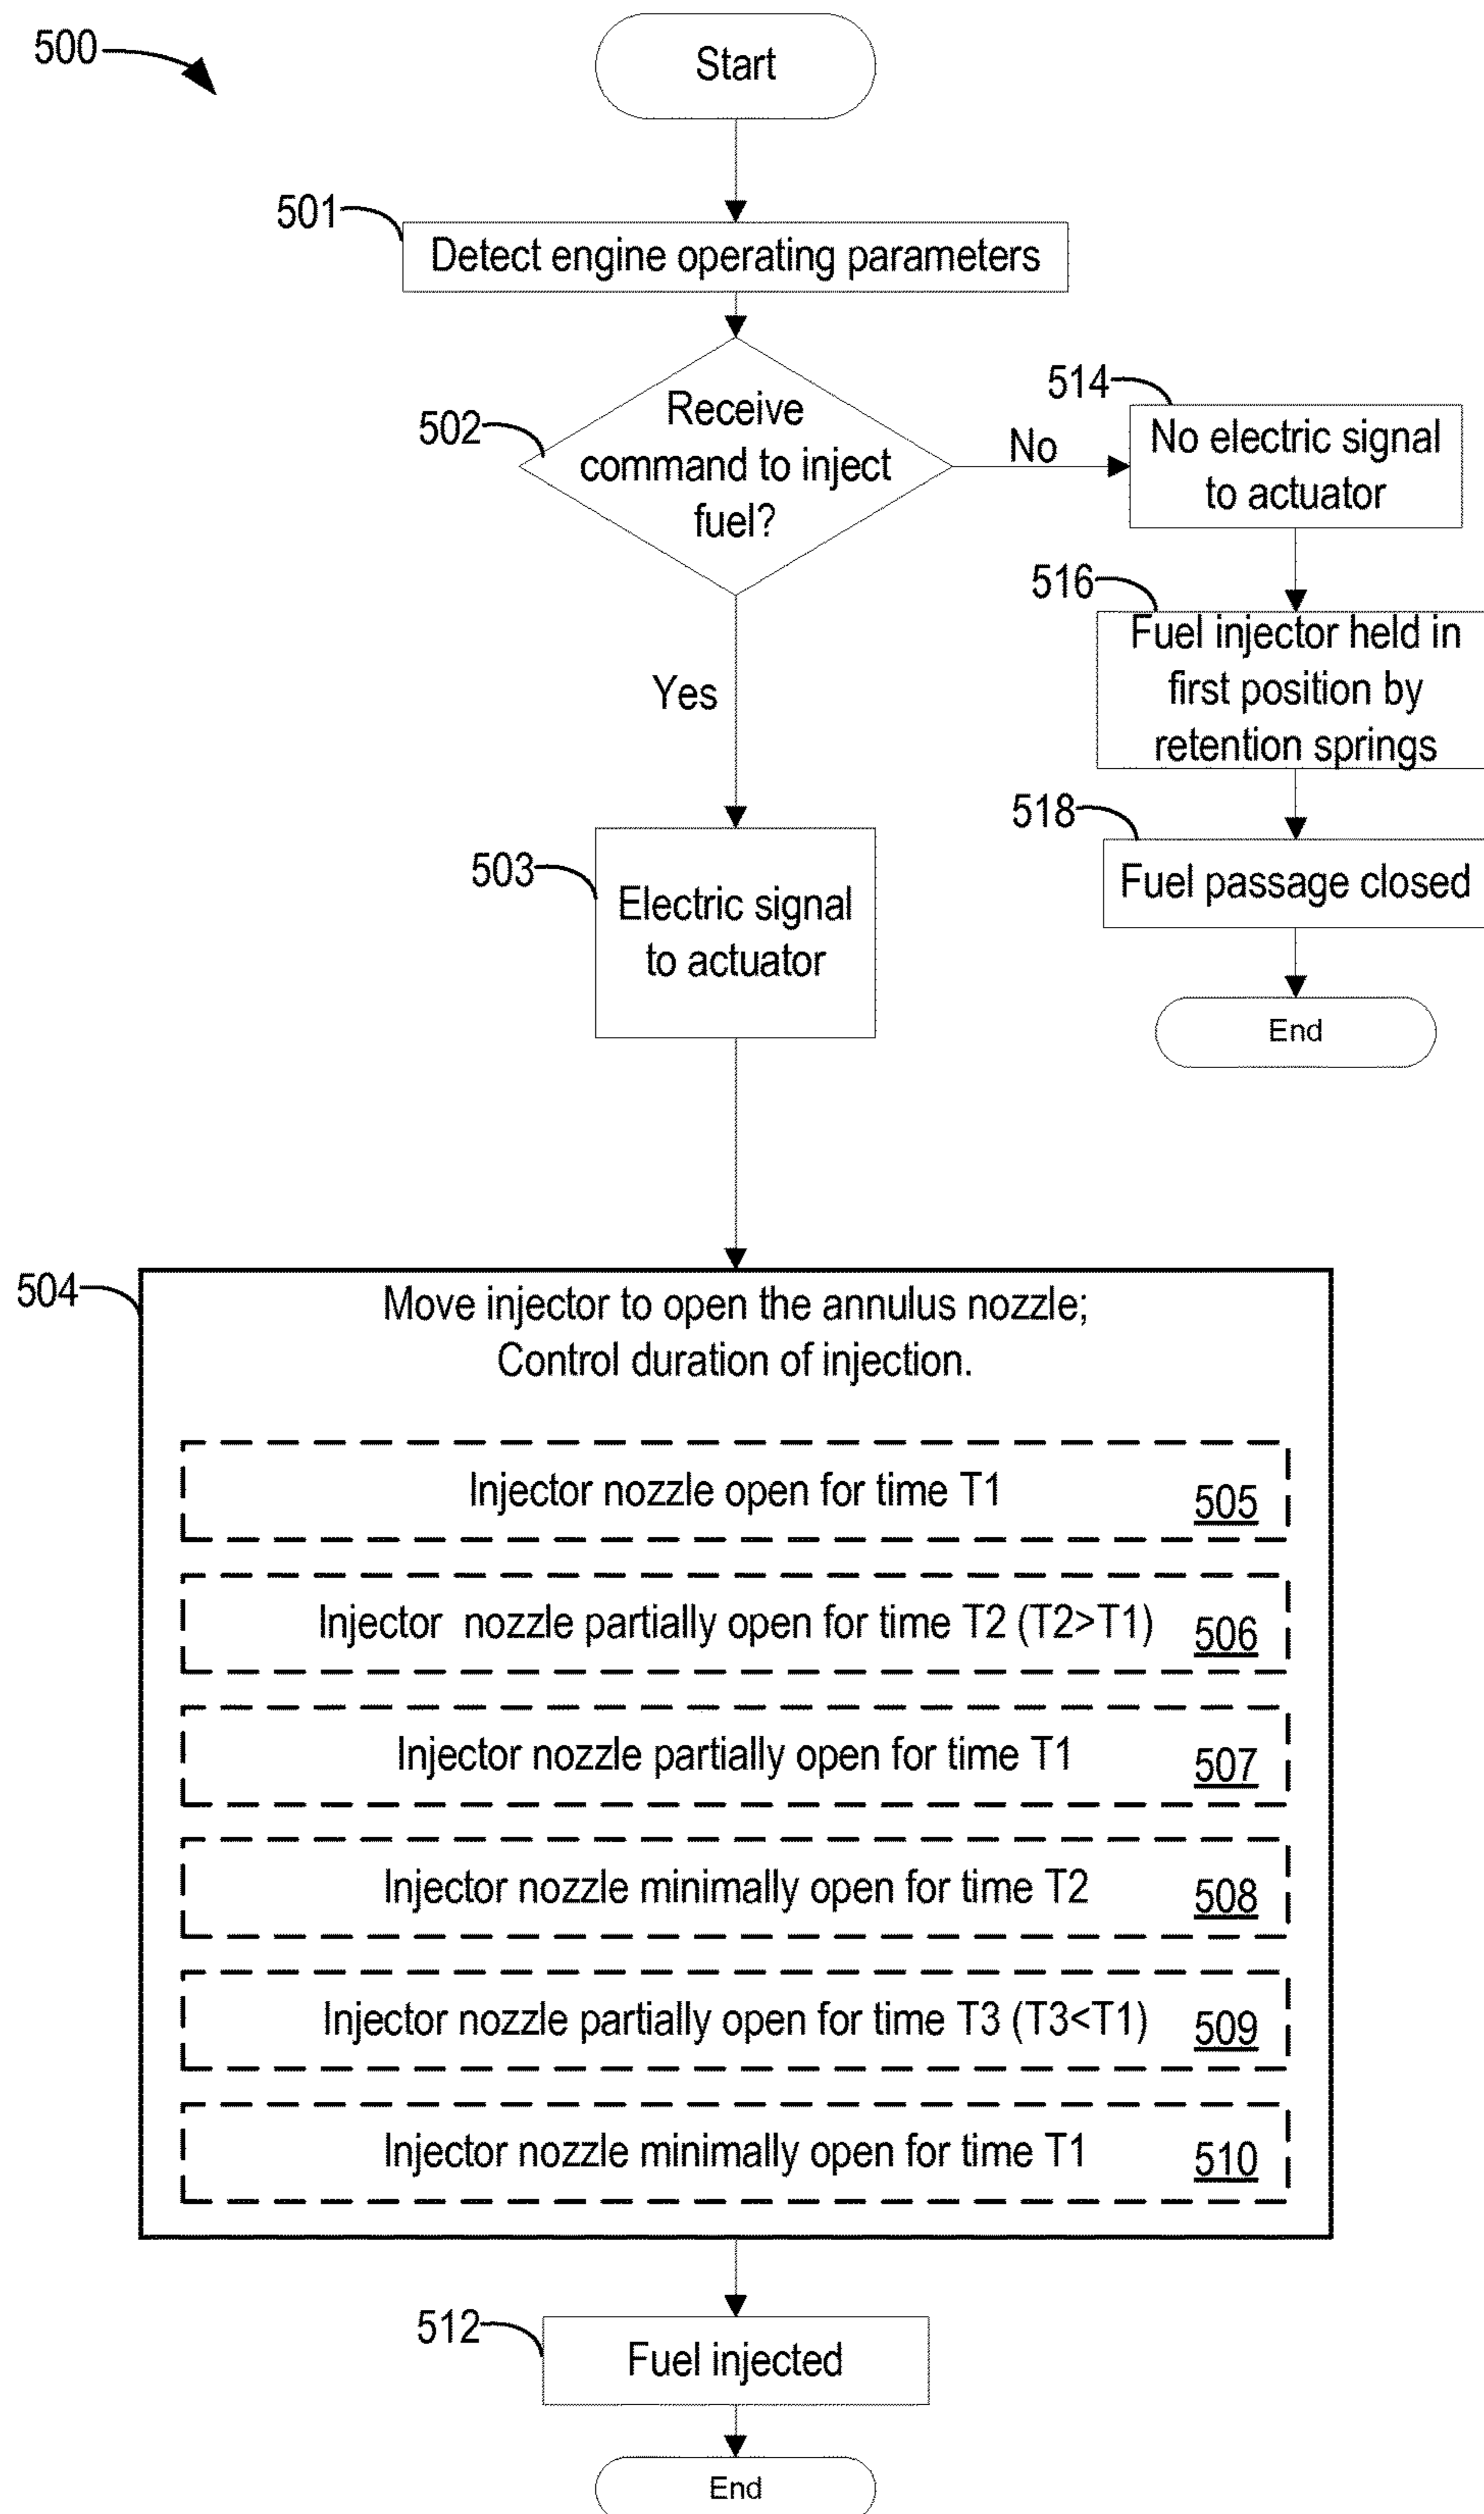 500
Start
501
Detect engine operating parameters
502
Receive
command to inject
fuel?
No
514
No electric signal
to actuator
516
Fuel injector held in
first position by
retention springs
518
Fuel passage closed
End
Yes
503
Electric signal
to actuator
504
Move injector to open the annulus nozzle;
Control duration of injection.
Injector nozzle open for time T1 505
Injector nozzle partially open for time T2 (T2>T1) 506
Injector nozzle partially open for time T1 507
Injector nozzle minimally open for time T2 508
Injector nozzle partially open for time T3 (T3<T1) 509
Injector nozzle minimally open for time T1 510
512
Fuel injected
End